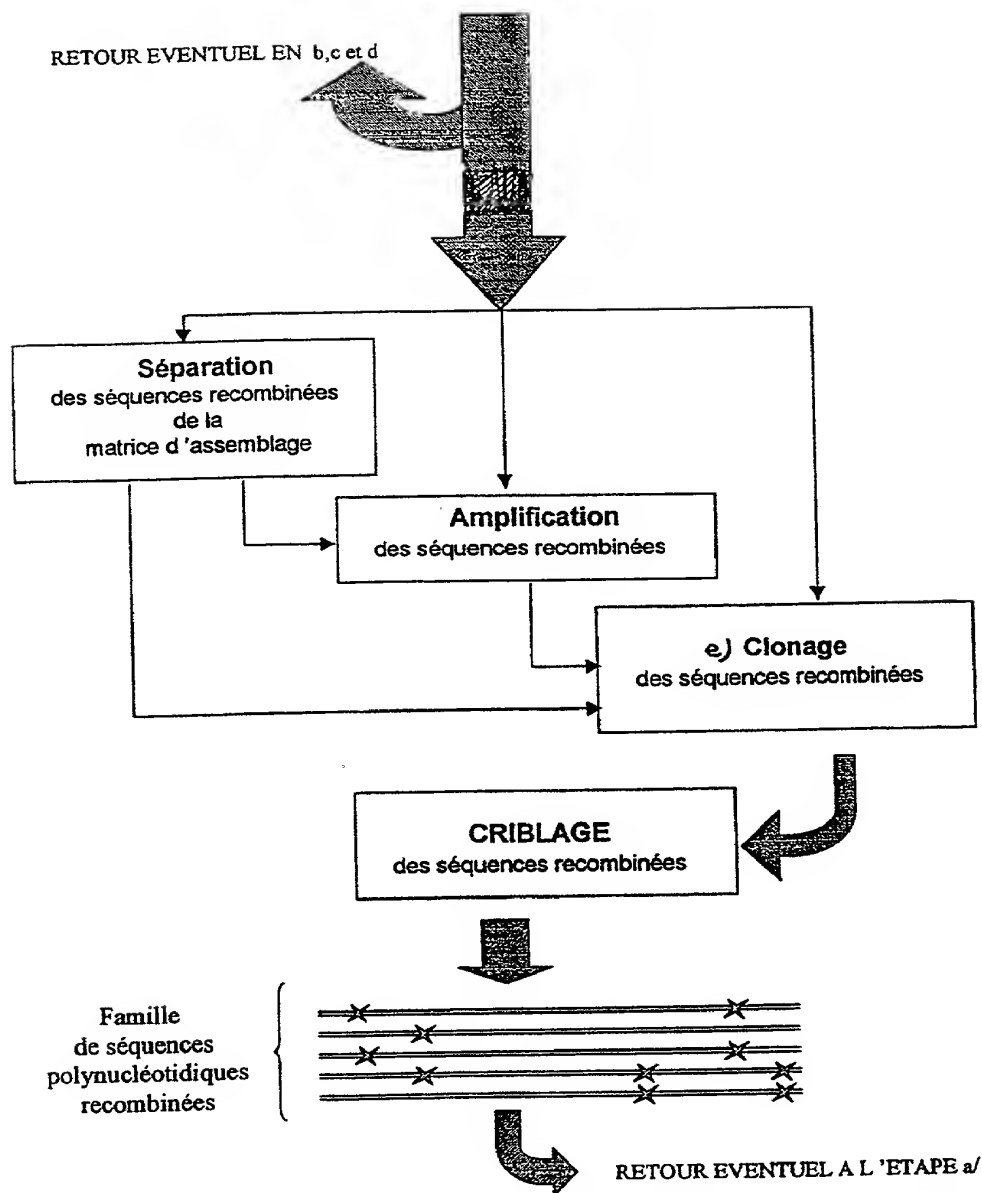 RETOUR EVENTUEL EN b,c et d
Séparation
des séquences recombinées
de la
matrice d 'assemblage
Amplification
des séquences recombinées
e) Clonage
des séquences recombinées
CRIBLAGE
des séquences recombinées
Famille
de séquences
polynucléotidiques
recombinées
RETOUR EVENTUEL A L 'ETAPE a/